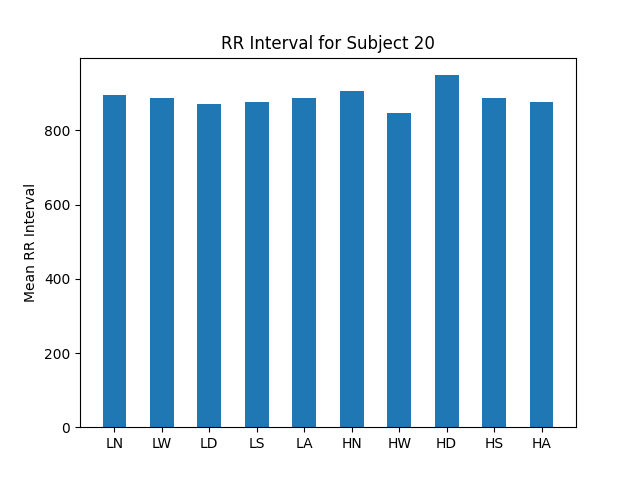 RR Interval for Subject 20
Mean RR Interval
800
600
400
200
0
LN LW LD LS LA HN HW HD HS HA